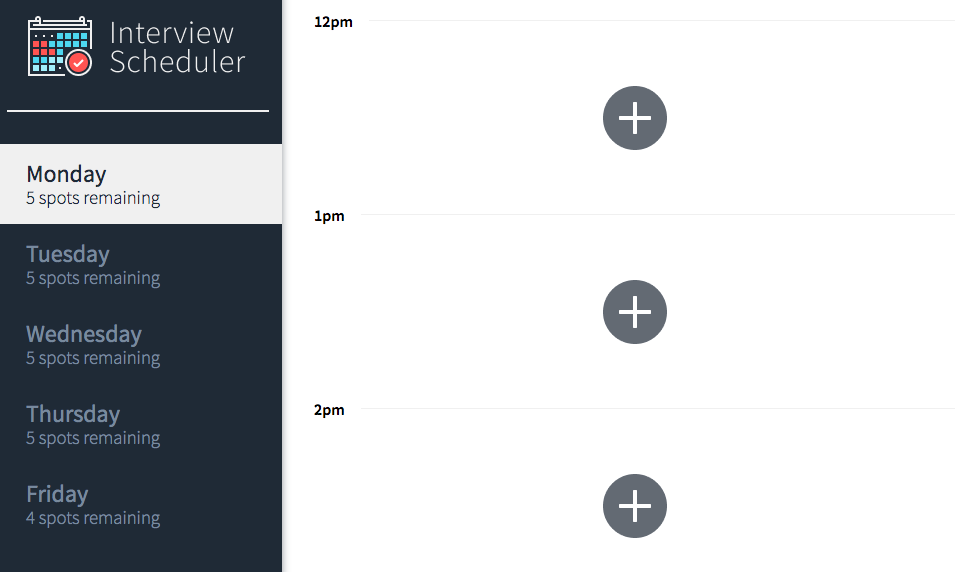 Interview
Scheduler
Monday
5 spots remaining
Tuesday
5 spots remaining
Wednesday
5 spots remaining
Thursday
5 spots remaining
Friday
4 spots remaining
12pm
1pm
2pm